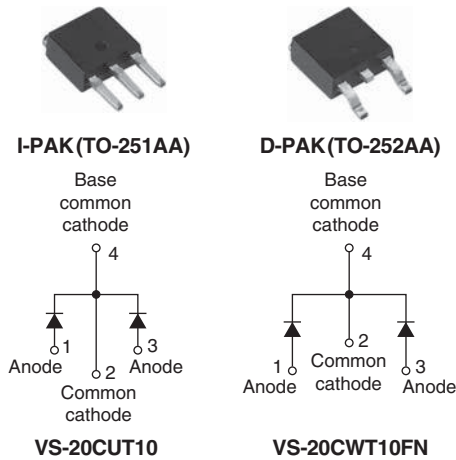 I-PAK (TO-251AA)
Base
common
cathode
4
1
Anode
3
Anode
2
Common
cathode
VS-20CUT10
D-PAK (TO-252AA)
Base
common
cathode
4
1
Anode
2
Common
cathode
3
Anode
VS-20CWT10FN